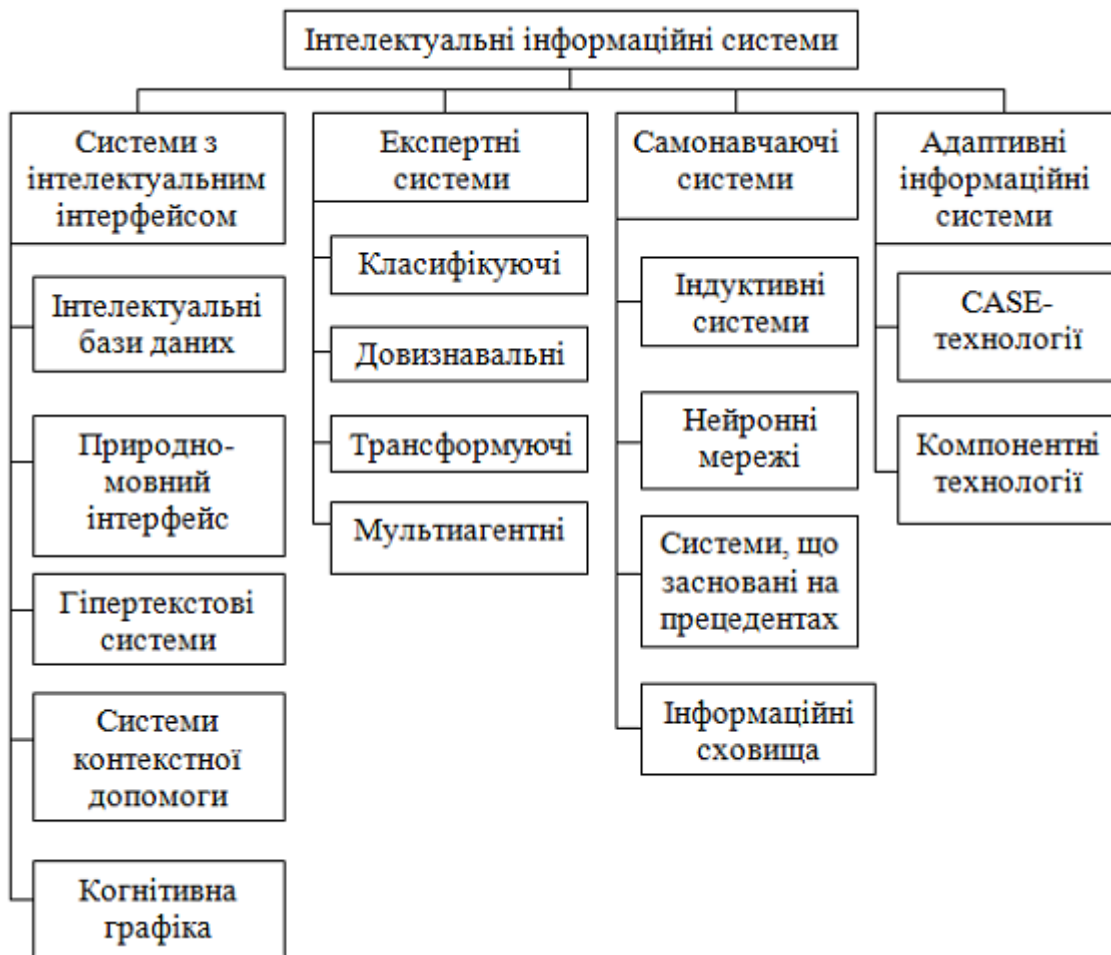 Інтелектуальні інформаційні системи
Системи з
інтелектуальним
інтерфейсом
Інтелектуальні
бази даних
Природно-
мовний
інтерфейс
Гіпертекстові
системи
Системи
контекстної
допомоги
Когнітивна
графіка
Експертні
системи
Класифікуючі
Довизнавальні
Трансформуючі
Мультиагентні
Самонавчаючі
системи
Індуктивні
системи
Нейронні
мережі
Системи, що
засновані на
прецедентах
Інформаційні
сховища
Адаптивні
інформаційні
системи
CASE-
технології
Компонентні
технології